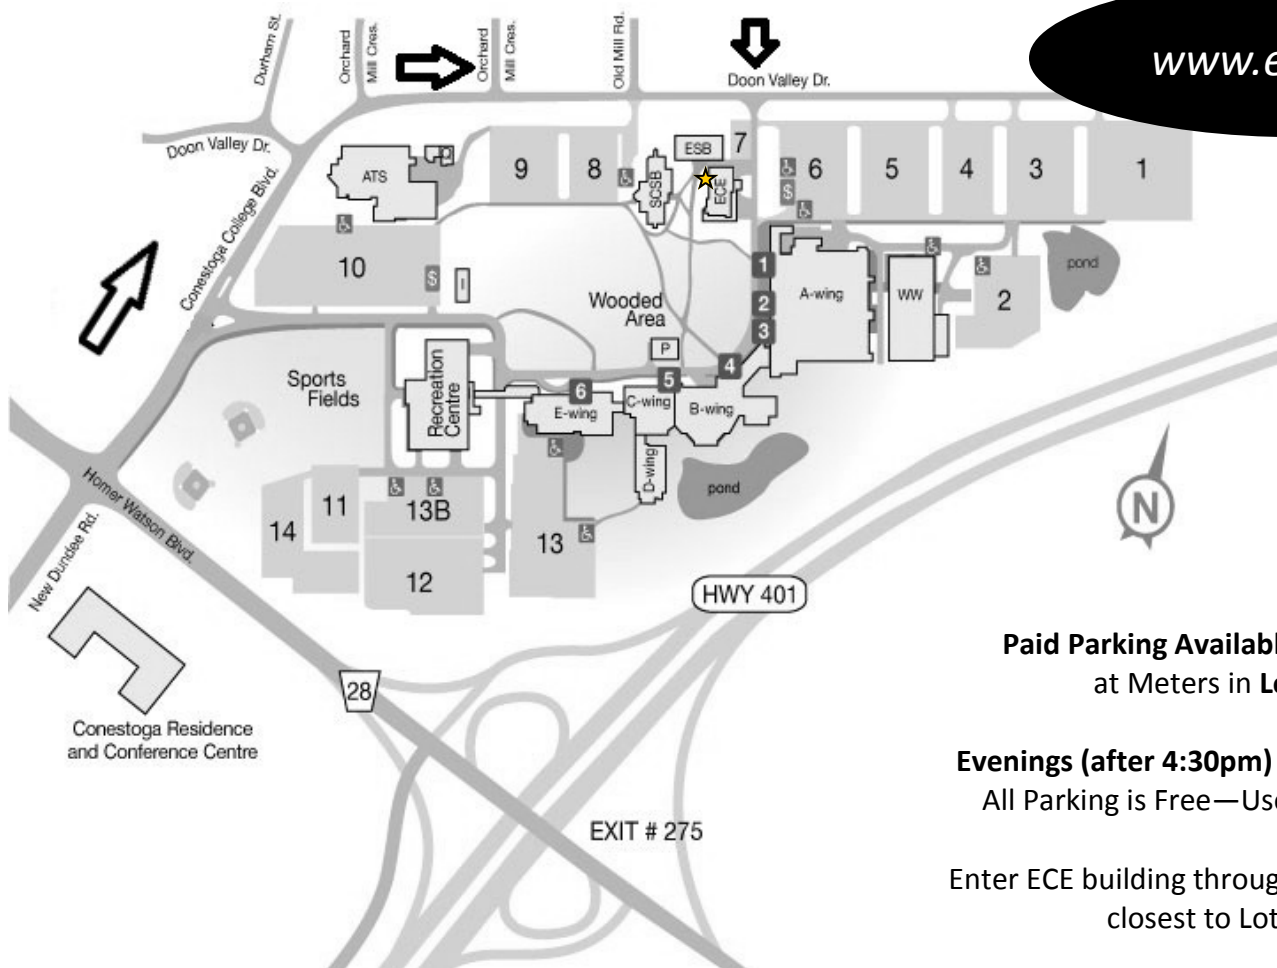 www.e
Durham St.
Orchard
Mill Cres.
Orchard
Mill Cres.
Old Mill Rd.
Doon Valley Dr.
Doon Valley Dr.
Conestoga College Blvd.
ATS
9
8
SCSB
ESB
7
ECE
6
5
4
3
1
$
10
$
I
Wooded
Area
1
2
3
A-wing
WW
2
pond
P
4
5
6
Sports
Fields
Recreation
Centre
E-wing
C-wing
B-wing
D-wing
pond
N
Homer Watson Blvd.
New Dundee Rd.
14
11
13B
12
13
HWY 401
28
EXIT # 275
Conestoga Residence
and Conference Centre
Paid Parking Availabl
at Meters in L
Evenings (after 4:30pm)
All Parking is Free—Us
Enter ECE building throug
closest to Lot